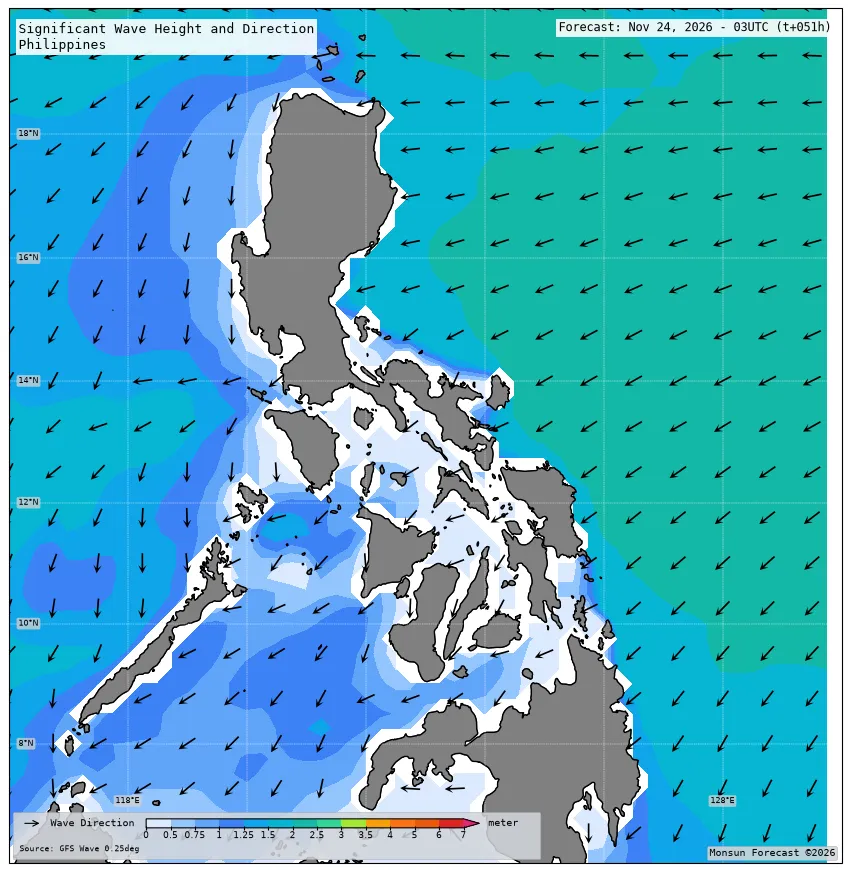 Significant Wave Height and Direction
Philippines
Forecast: Nov 24, 2026 - 03UTC (t+051h)
18°N
16°N
14°N
12°N
10°N
8°N
118°E
128°E
Wave Direction
0 0.5 0.75 1 1.25 1.5 2 2.5 3 3.5 4 5 6 7
meter
Source: GFS Wave 0.25deg
Monsun Forecast ©2026